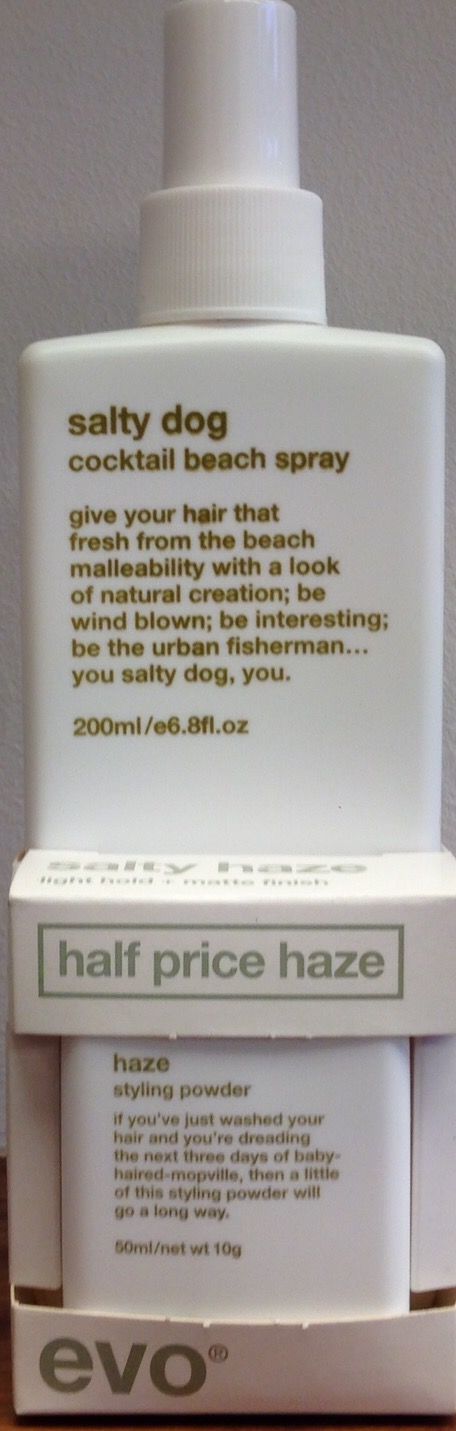 salty dog
cocktail beach spray
give your hair that
fresh from the beach
malleability with a look
of natural creation; be
wind blown; be interesting;
be the urban fisherman...
you salty dog, you.
200ml/e6.8fl.oz
salty haze
light hold + matte finish
half price haze
haze
styling powder
if you've just washed your
hair and you're dreading
the next three days of baby-
haired-mopville, then a little
of this styling powder will
go a long way.
50ml/net wt 10g
evo®